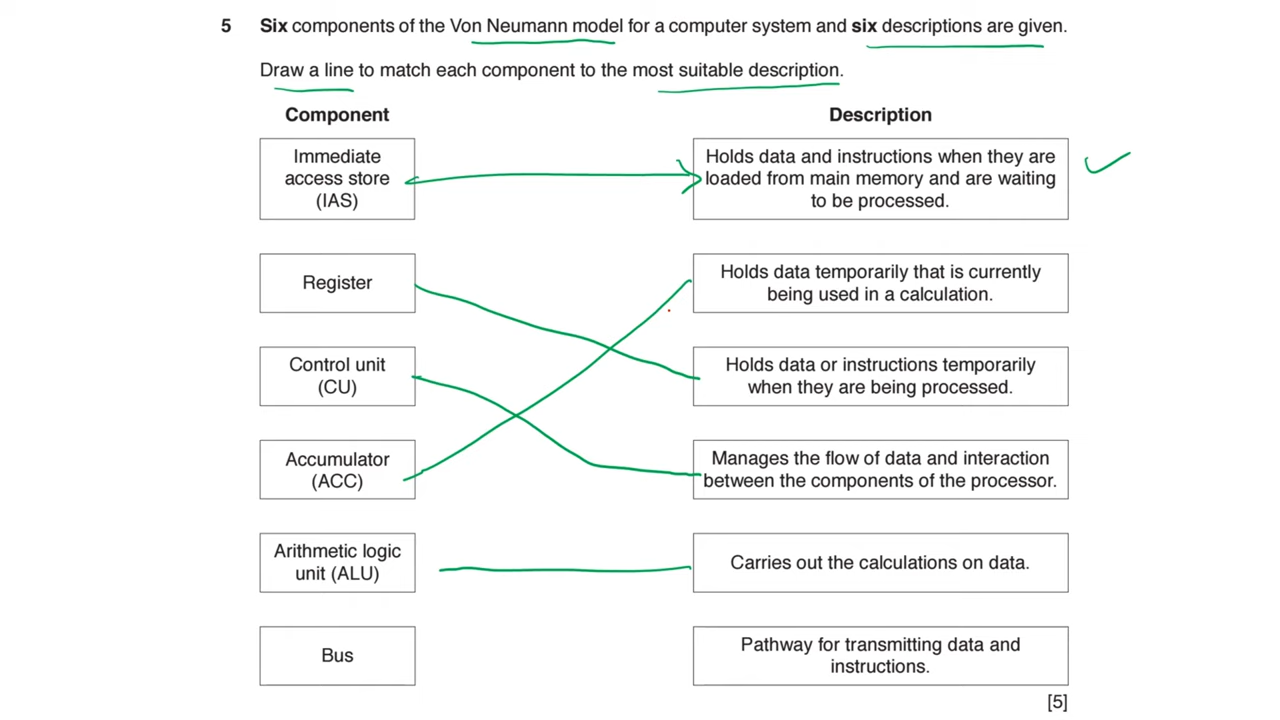 5 Six components of the Von Neumann model for a computer system and six descriptions are given.
Draw a line to match each component to the most suitable description.
Component
Description
Immediate
access store
(IAS)
Holds data and instructions when they are
loaded from main memory and are waiting
to be processed.
Register
Holds data temporarily that is currently
being used in a calculation.
Control unit
(CU)
Holds data or instructions temporarily
when they are being processed.
Accumulator
(ACC)
Manages the flow of data and interaction
between the components of the processor.
Arithmetic logic
unit (ALU)
Carries out the calculations on data.
Bus
Pathway for transmitting data and
instructions.
[5]